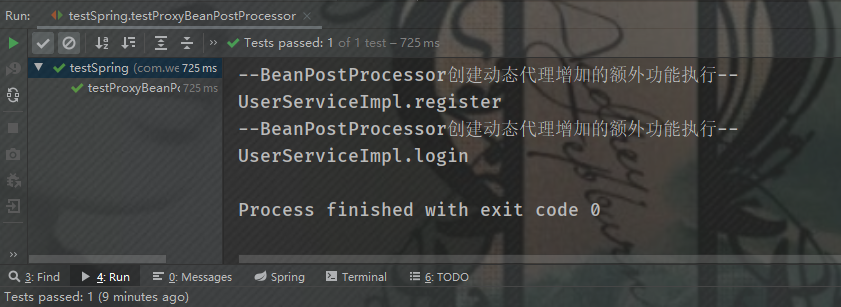 Run: testSpring.testProxyBeanPostProcessor ×
» Tests passed: 1 of 1 test – 725 ms
testSpring (com.we 725 ms
testProxyBeanPo 725 ms
--BeanPostProcessor创建动态代理增加的额外功能执行--
UserServiceImpl.register
--BeanPostProcessor创建动态代理增加的额外功能执行--
UserServiceImpl.login
Process finished with exit code 0
»
3: Find 4: Run 0: Messages Spring Terminal 6: TODO
Tests passed: 1 (9 minutes ago)